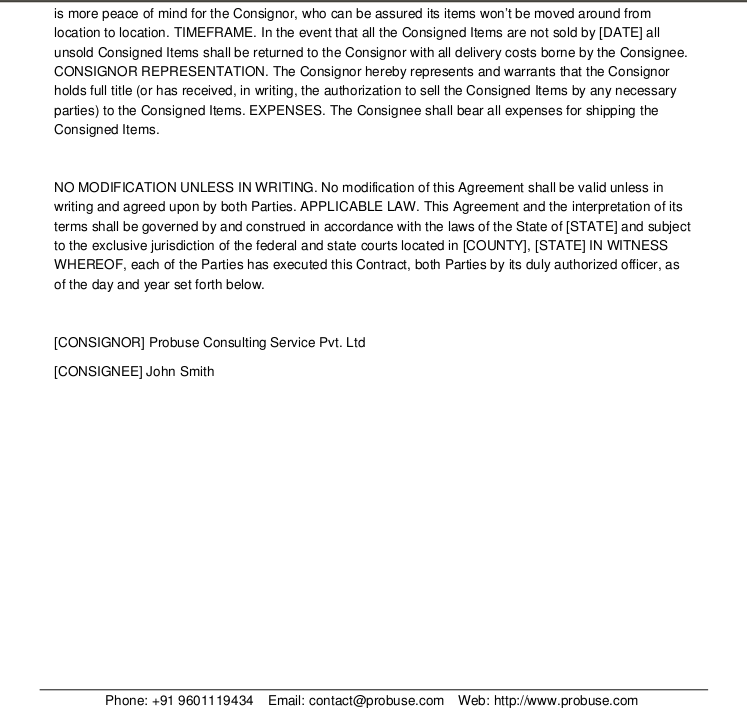 is more peace of mind for the Consignor, who can be assured its items won't be moved around from
location to location. TIMEFRAME. In the event that all the Consigned Items are not sold by [DATE] all
unsold Consigned Items shall be returned to the Consignor with all delivery costs borne by the Consignee.
CONSIGNOR REPRESENTATION. The Consignor hereby represents and warrants that the Consignor
holds full title (or has received, in writing, the authorization to sell the Consigned Items by any necessary
parties) to the Consigned Items. EXPENSES. The Consignee shall bear all expenses for shipping the
Consigned Items.
NO MODIFICATION UNLESS IN WRITING. No modification of this Agreement shall be valid unless in
writing and agreed upon by both Parties. APPLICABLE LAW. This Agreement and the interpretation of its
terms shall be governed by and construed in accordance with the laws of the State of [STATE] and subject
to the exclusive jurisdiction of the federal and state courts located in [COUNTY], [STATE] IN WITNESS
WHEREOF, each of the Parties has executed this Contract, both Parties by its duly authorized officer, as
of the day and year set forth below.
[CONSIGNOR] Probuse Consulting Service Pvt. Ltd
[CONSIGNEE] John Smith
Phone: +91 9601119434 Email: contact@probuse.com Web: http://www.probuse.com